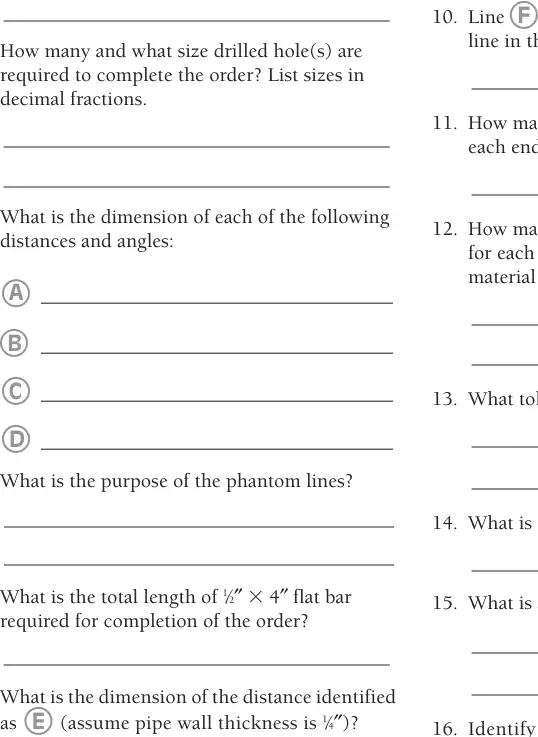 How many and what size drilled hole(s) are
required to complete the order? List sizes in
decimal fractions.
What is the dimension of each of the following
distances and angles:
Ⓐ
Ⓑ
Ⓒ
Ⓓ
What is the purpose of the phantom lines?
What is the total length of ½″ × 4″ flat bar
required for completion of the order?
What is the dimension of the distance identified
as Ⓔ (assume pipe wall thickness is ¼″)?
10. Line Ⓕ
line in th
11. How ma
each end
12. How ma
for each
material
13. What tol
14. What is
15. What is
16. Identify